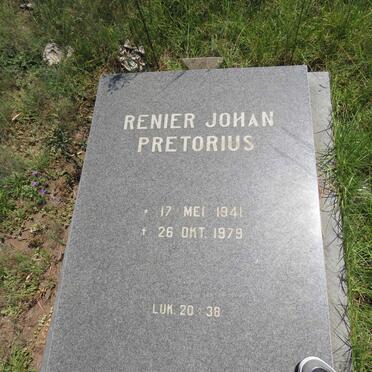 RENIER JOHAN
PRETORIUS
* 17 MEI 1941
† 26 OKT. 1979
LUK. 20 : 38